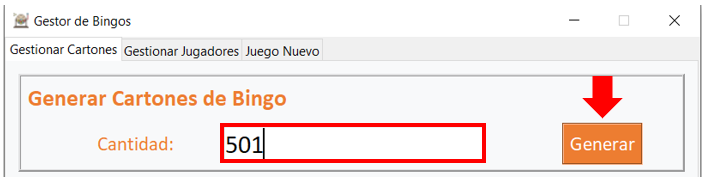 Gestor de Bingos
Gestionar Cartones Gestionar Jugadores Juego Nuevo
Generar Cartones de Bingo
Cantidad: 501 Generar